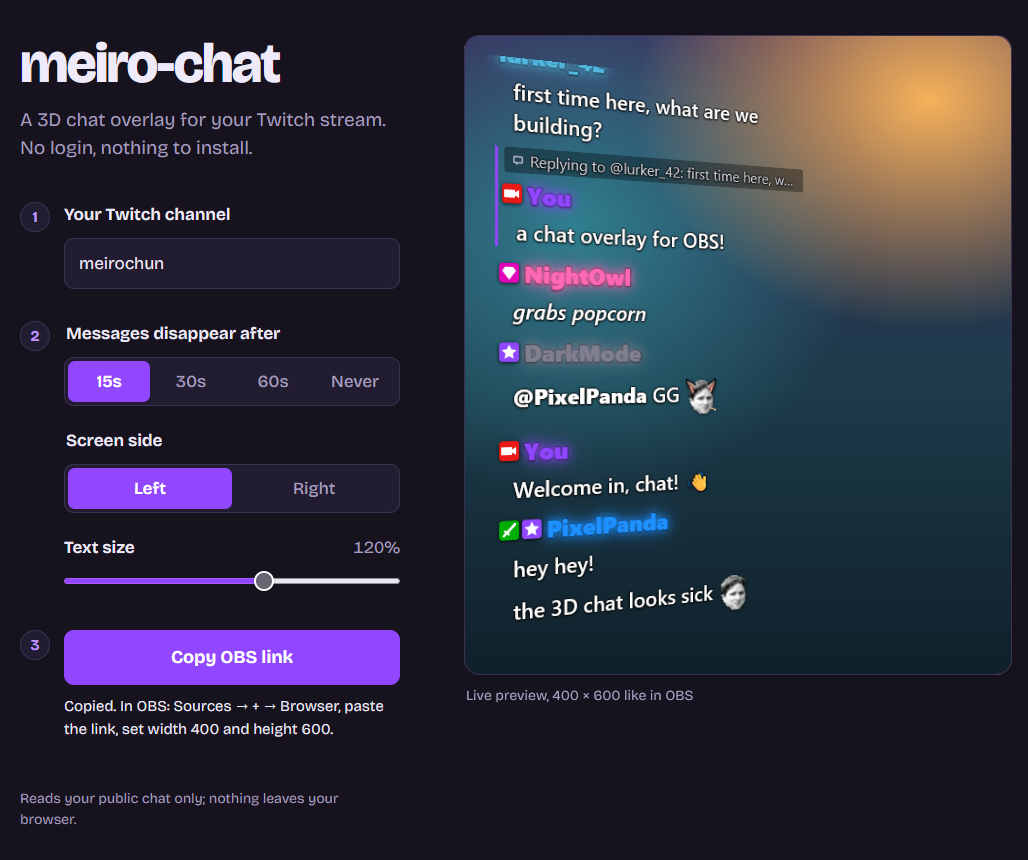 meiro-chat
A 3D chat overlay for your Twitch stream.
No login, nothing to install.
1
Your Twitch channel
meirochun
2
Messages disappear after
15s
30s
60s
Never
Screen side
Left
Right
Text size
120%
3
Copy OBS link
Copied. In OBS: Sources → + → Browser, paste
the link, set width 400 and height 600.
Reads your public chat only; nothing leaves your
browser.
lurker_42
first time here, what are we
building?
Replying to @lurker_42: first time here, w...
You
a chat overlay for OBS!
NightOwl
grabs popcorn
DarkMode
@PixelPanda GG
You
Welcome in, chat! 👋
PixelPanda
hey hey!
the 3D chat looks sick
Live preview, 400 × 600 like in OBS